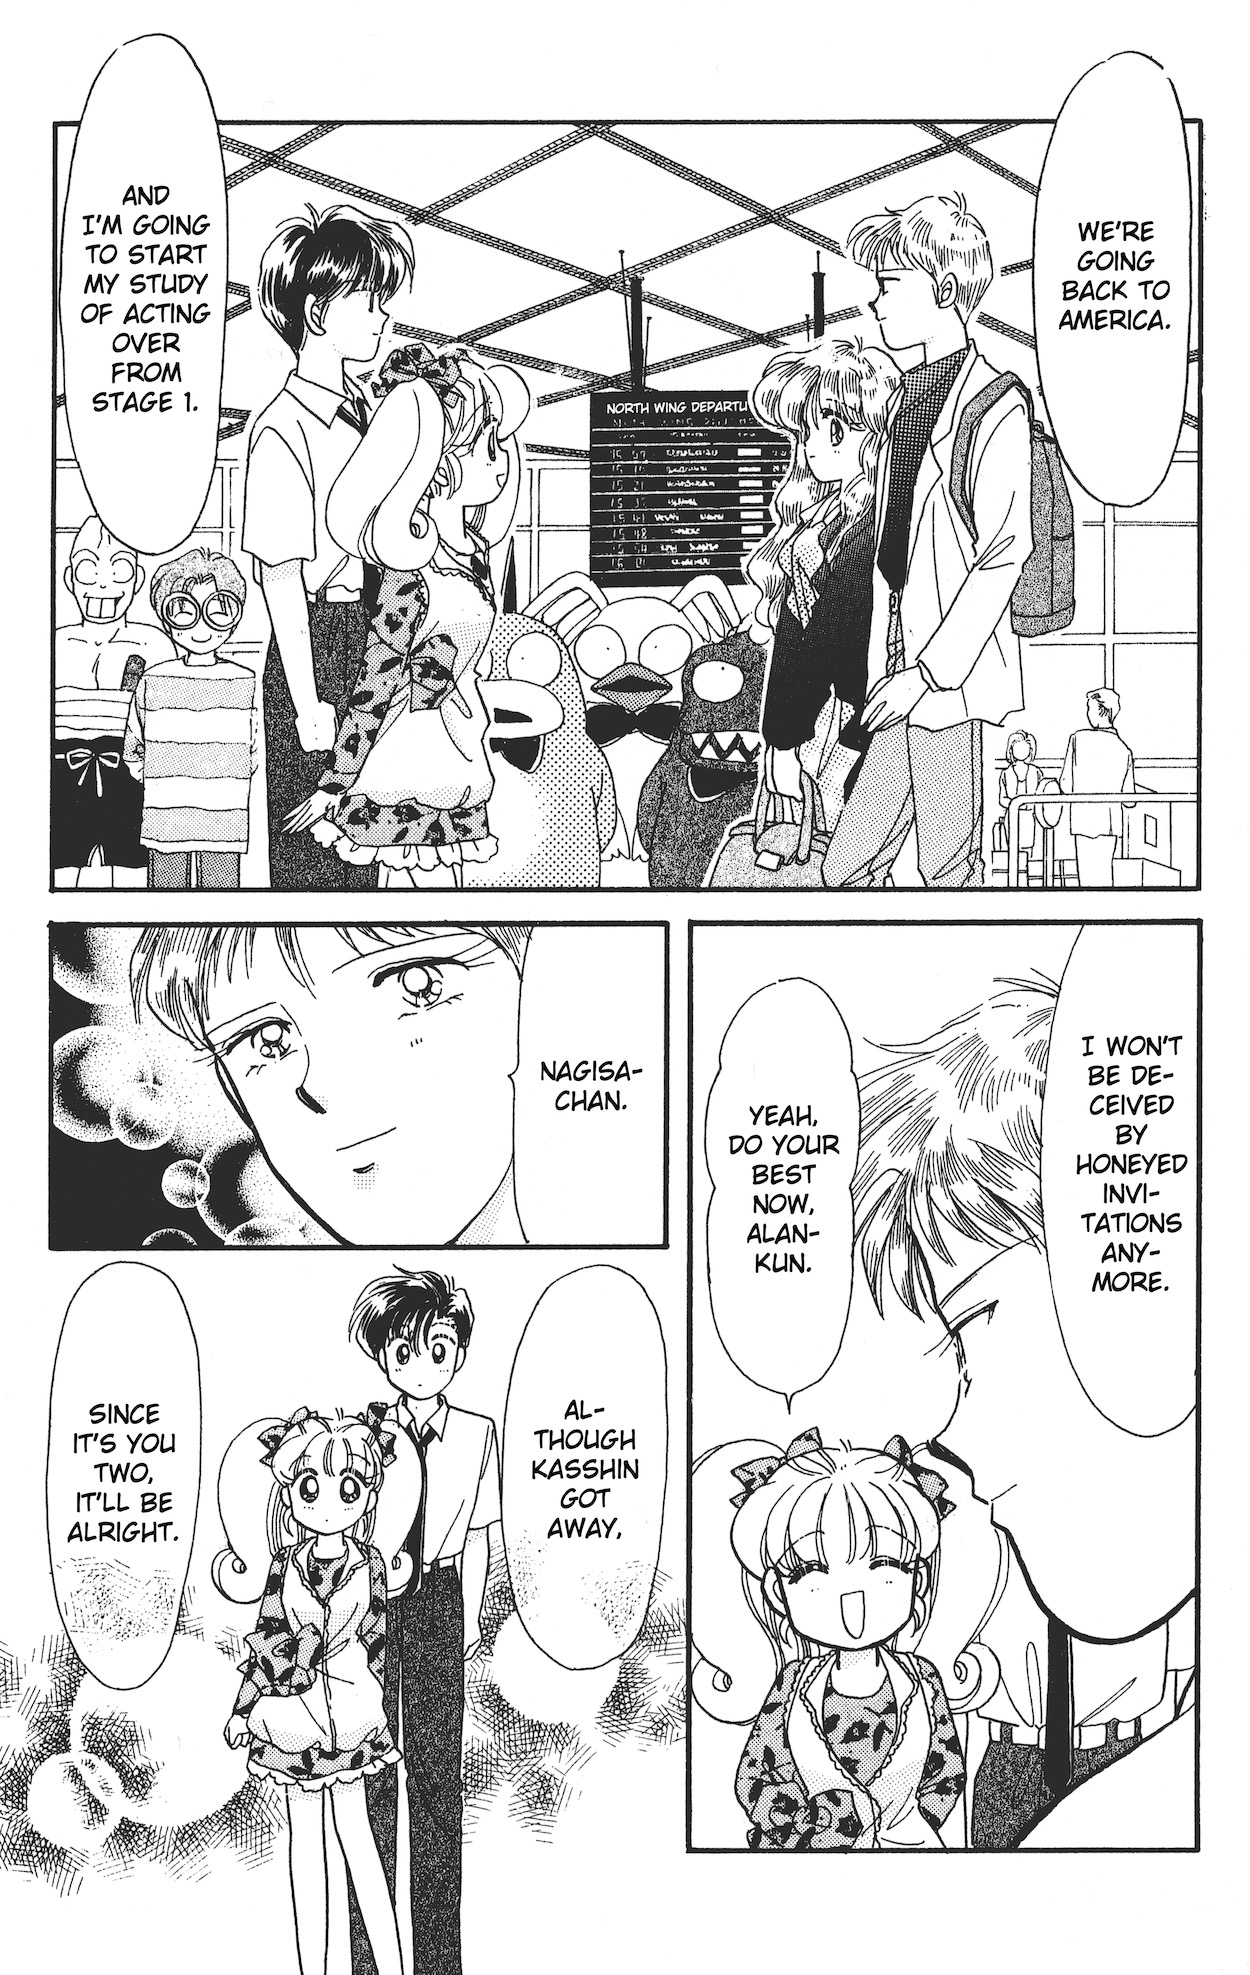 WE'RE
GOING
BACK TO
AMERICA.
AND
I'M GOING
TO START
MY STUDY
OF ACTING
OVER
FROM
STAGE 1.
NORTH WING
I WON'T
BE DE-
CEIVED
BY
HONEYED
INVI-
TATIONS
ANY-
MORE.
YEAH,
DO YOUR
BEST
NOW,
ALAN-
KUN.
NAGISA-
CHAN.
AL-
THOUGH
KASSHIN
GOT
AWAY,
SINCE
IT'S YOU
TWO,
IT'LL BE
ALRIGHT.